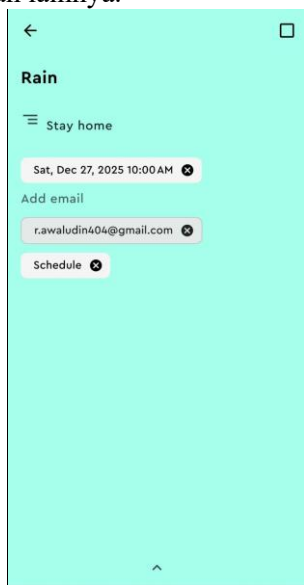 Rain
Stay home
Sat, Dec 27, 2025 10:00 AM
Add email
r.awaludin404@gmail.com
Schedule